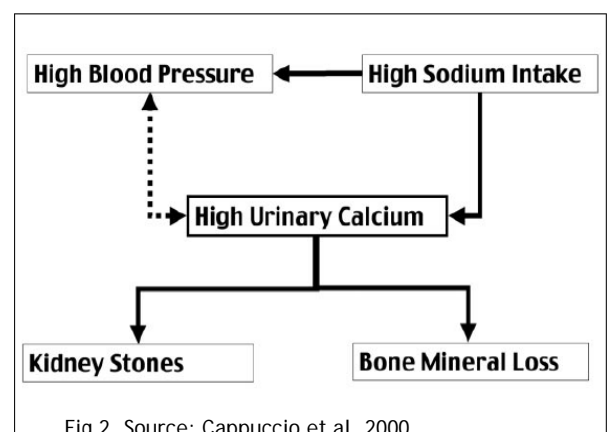 High Blood Pressure
High Sodium Intake
High Urinary Calcium
Kidney Stones
Bone Mineral Loss
Fig 2. Source: Cappuccio et al, 2000